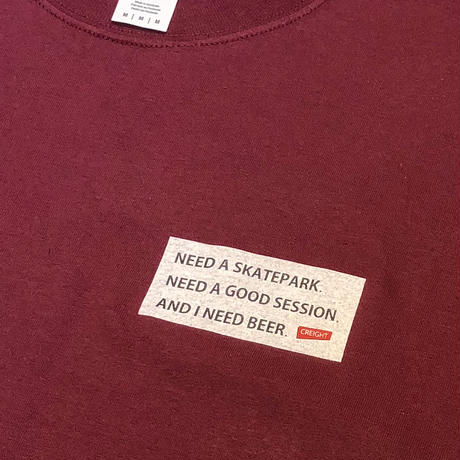 M | M | M
NEED A SKATEPARK.
NEED A GOOD SESSION.
AND I NEED BEER.
CREIGHT